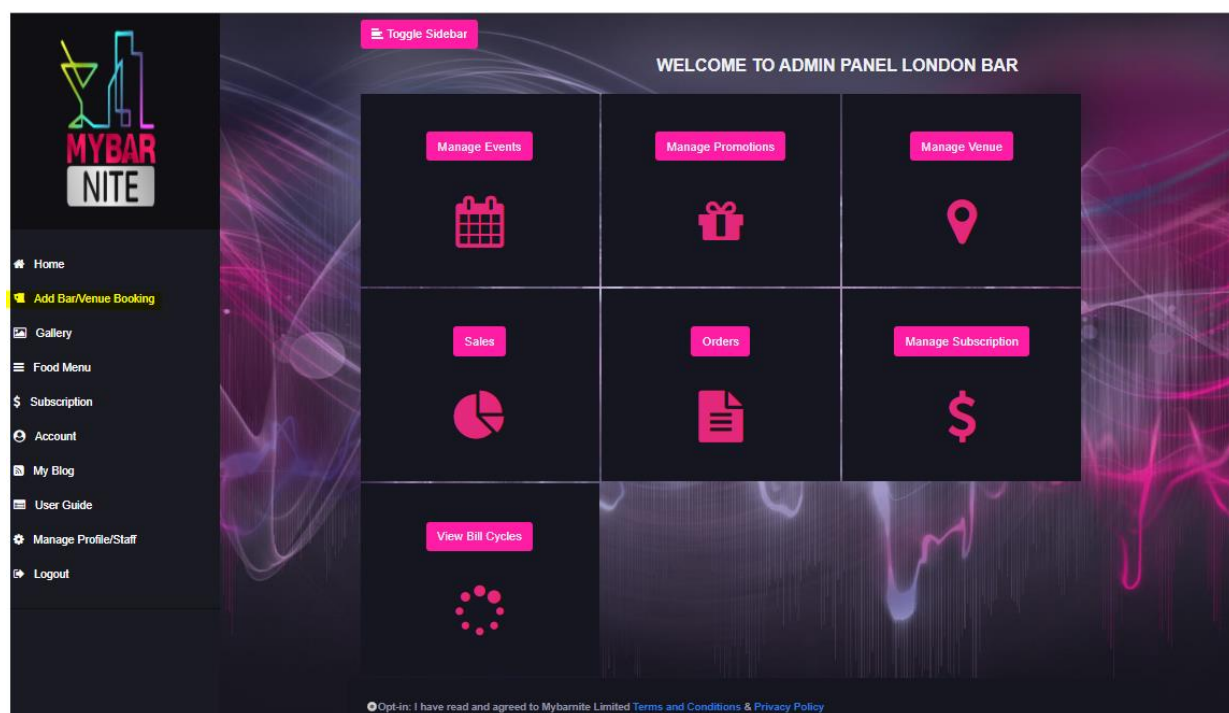 MYBAR
NITE
Home
Add Bar/Venue Booking
Gallery
Food Menu
$ Subscription
Account
My Blog
User Guide
Manage Profile/Staff
Logout
Toggle Sidebar
WELCOME TO ADMIN PANEL LONDON BAR
Manage Events
Manage Promotions
Manage Venue
Sales
Orders
Manage Subscription
$
View Bill Cycles
Opt-in: I have read and agreed to Mybarnite Limited Terms and Conditions & Privacy Policy